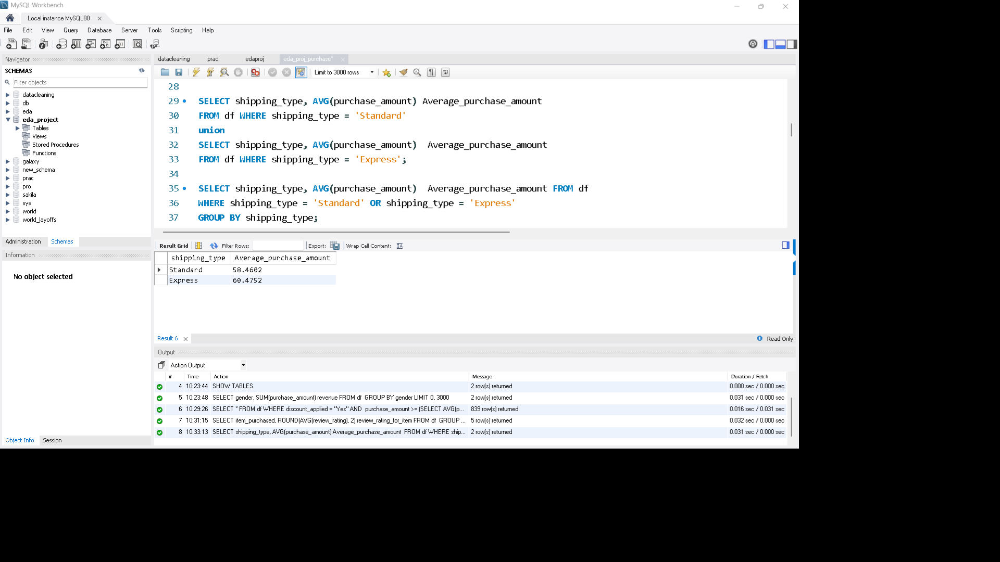 MySQL Workbench
Local instance MySQL80
File Edit View Query Database Server Tools Scripting Help
Navigator
SCHEMAS
Filter objects
datacleaning
db
eda
eda_project
Tables
Views
Stored Procedures
Functions
galaxy
new_schema
prac
pro
sakila
sys
world
world_layoffs
Administration Schemas
Information
No object selected
Object Info Session
datacleaning prac edaproj eda_proj_purchase*
Limit to 3000 rows
28
29 SELECT shipping_type, AVG(purchase_amount) Average_purchase_amount
30 FROM df WHERE shipping_type = 'Standard'
31 union
32 SELECT shipping_type, AVG(purchase_amount)  Average_purchase_amount
33 FROM df WHERE shipping_type = 'Express';
34
35 SELECT shipping_type, AVG(purchase_amount)  Average_purchase_amount FROM df
36 WHERE shipping_type = 'Standard' OR shipping_type = 'Express'
37 GROUP BY shipping_type;
Result Grid Filter Rows: Export: Wrap Cell Content:
shipping_type Average_purchase_amount
Standard 58.4602
Express 60.4752
Result 6 Read Only
Output
Action Output
# Time Action Message Duration / Fetch
4 10:23:44 SHOW TABLES 2 row(s) returned 0.000 sec / 0.000 sec
5 10:23:48 SELECT gender, SUM(purchase_amount) revenue FROM df  GROUP BY gender LIMIT 0, 3000 2 row(s) returned 0.031 sec / 0.000 sec
6 10:29:26 SELECT * FROM df WHERE discount_applied = "Yes" AND  purchase_amount >= (SELECT AVG(p... 839 row(s) returned 0.016 sec / 0.031 sec
7 10:31:15 SELECT item_purchased, ROUND(AVG(review_rating), 2) review_rating_for_item FROM df  GROUP ... 5 row(s) returned 0.032 sec / 0.000 sec
8 10:33:13 SELECT shipping_type, AVG(purchase_amount) Average_purchase_amount  FROM df WHERE ship... 2 row(s) returned 0.031 sec / 0.000 sec